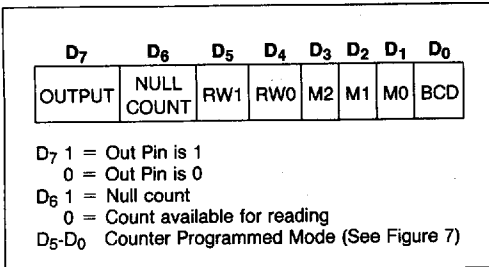 D7 D6 D5 D4 D3 D2 D1 D0
OUTPUT NULL COUNT RW1 RW0 M2 M1 M0 BCD
D7 1 = Out Pin is 1
0 = Out Pin is 0
D6 1 = Null count
0 = Count available for reading
D5-D0 Counter Programmed Mode (See Figure 7)